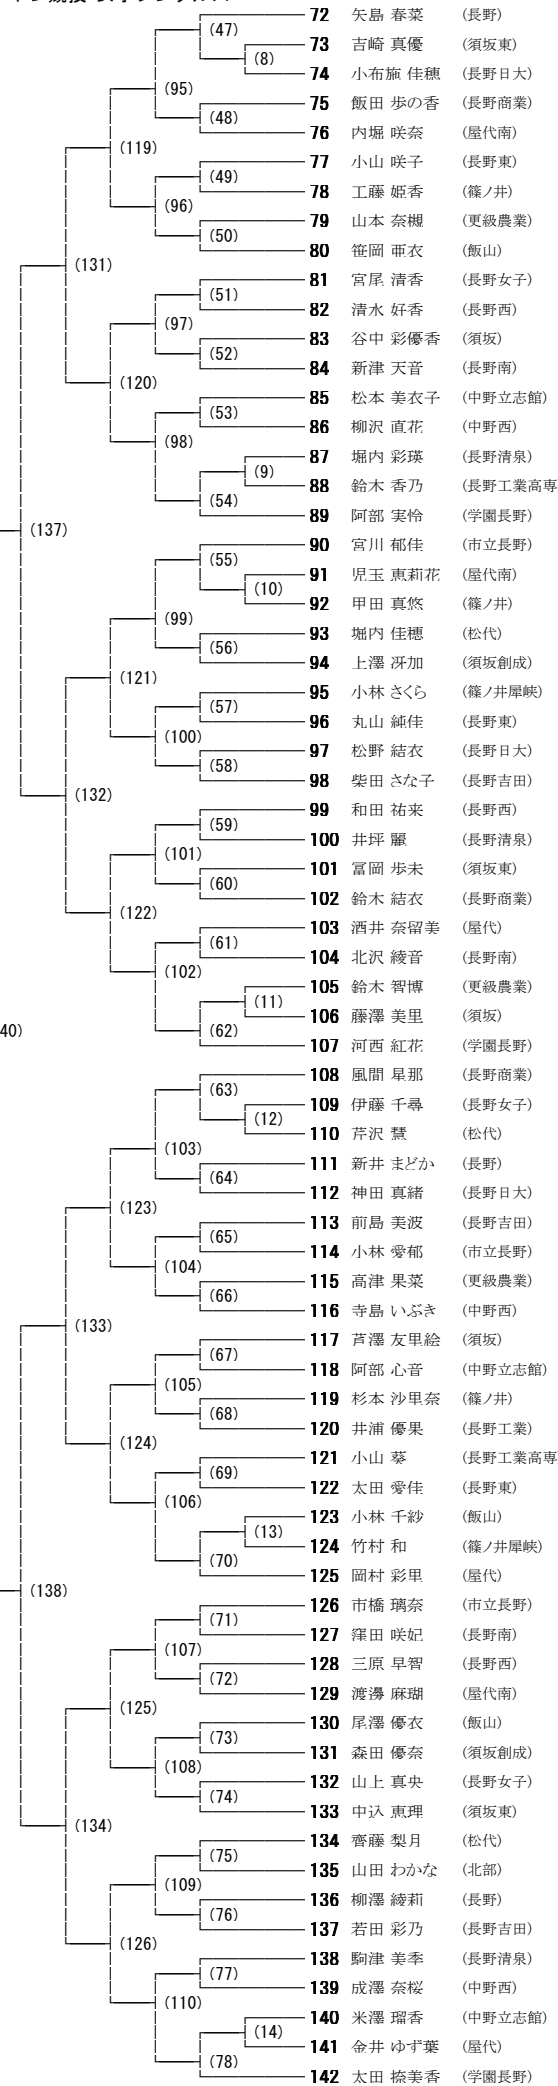 (47)
72 矢島 春菜 (長野)
73 吉崎 真優 (須坂東)
(8)
74 小布施 佳穂 (長野日大)
(95)
75 飯田 歩の香 (長野商業)
(48)
76 内堀 咲奈 (屋代南)
(119)
77 小山 咲子 (長野東)
(49)
78 工藤 姫香 (篠ノ井)
(96)
79 山本 奈槻 (更級農業)
(50)
80 笹岡 亜衣 (飯山)
(131)
81 宮尾 清香 (長野女子)
(51)
82 清水 好香 (長野西)
(97)
83 谷中 彩優香 (須坂)
(52)
84 新津 天音 (長野南)
(120)
85 松本 美衣子 (中野立志館)
(53)
86 柳沢 直花 (中野西)
(98)
87 堀内 彩瑛 (長野清泉)
(9)
88 鈴木 香乃 (長野工業高専
(54)
89 阿部 実怜 (学園長野)
(137)
90 宮川 郁佳 (市立長野)
(55)
91 児玉 恵莉花 (屋代南)
(10)
92 甲田 真悠 (篠ノ井)
(99)
93 堀内 佳穂 (松代)
(56)
94 上澤 冴加 (須坂創成)
(121)
95 小林 さくら (篠ノ井犀峡)
(57)
96 丸山 純佳 (長野東)
(100)
97 松野 結衣 (長野日大)
(58)
98 柴田 さな子 (長野吉田)
(132)
99 和田 祐来 (長野西)
(59)
100 井坪 麗 (長野清泉)
(101)
101 冨岡 歩未 (須坂東)
(60)
102 鈴木 結衣 (長野商業)
(122)
103 酒井 奈留美 (屋代)
(61)
104 北沢 綾音 (長野南)
(102)
105 鈴木 智博 (更級農業)
(11)
106 藤澤 美里 (須坂)
(62)
40)
107 河西 紅花 (学園長野)
108 風間 星那 (長野商業)
(63)
109 伊藤 千尋 (長野女子)
(12)
110 芹沢 慧 (松代)
(103)
111 新井 まどか (長野)
(64)
112 神田 真緒 (長野日大)
(123)
113 前島 美波 (長野吉田)
(65)
114 小林 愛郁 (市立長野)
(104)
115 高津 果菜 (更級農業)
(66)
116 寺島 いぶき (中野西)
(133)
117 芦澤 友里絵 (須坂)
(67)
118 阿部 心音 (中野立志館)
(105)
119 杉本 沙里奈 (篠ノ井)
(68)
120 井浦 優果 (長野工業)
(124)
121 小山 葵 (長野工業高専
(69)
122 太田 愛佳 (長野東)
(106)
123 小林 千紗 (飯山)
(13)
124 竹村 和 (篠ノ井犀峡)
(70)
125 岡村 彩里 (屋代)
(138)
126 市橋 璃奈 (市立長野)
(71)
127 窪田 咲妃 (長野南)
(107)
128 三原 早智 (長野西)
(72)
129 渡邊 麻瑚 (屋代南)
(125)
130 尾澤 優衣 (飯山)
(73)
131 森田 優奈 (須坂創成)
(108)
132 山上 真央 (長野女子)
(74)
133 中込 恵理 (須坂東)
(134)
134 齊藤 梨月 (松代)
(75)
135 山田 わかな (北部)
(109)
136 柳澤 綾莉 (長野)
(76)
137 若田 彩乃 (長野吉田)
(126)
138 駒津 美季 (長野清泉)
(77)
139 成澤 奈桜 (中野西)
(110)
140 米澤 瑠香 (中野立志館)
(14)
141 金井 ゆず葉 (屋代)
(78)
142 太田 捺美香 (学園長野)